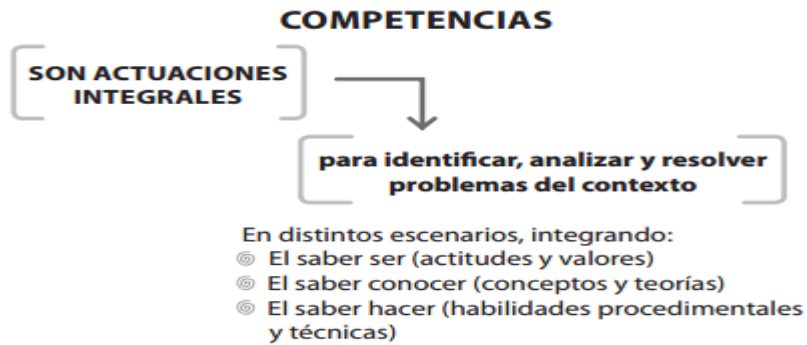 COMPETENCIAS
SON ACTUACIONES
INTEGRALES
para identificar, analizar y resolver
problemas del contexto
En distintos escenarios, integrando:
El saber ser (actitudes y valores)
El saber conocer (conceptos y teorías)
El saber hacer (habilidades procedimentales
y técnicas)